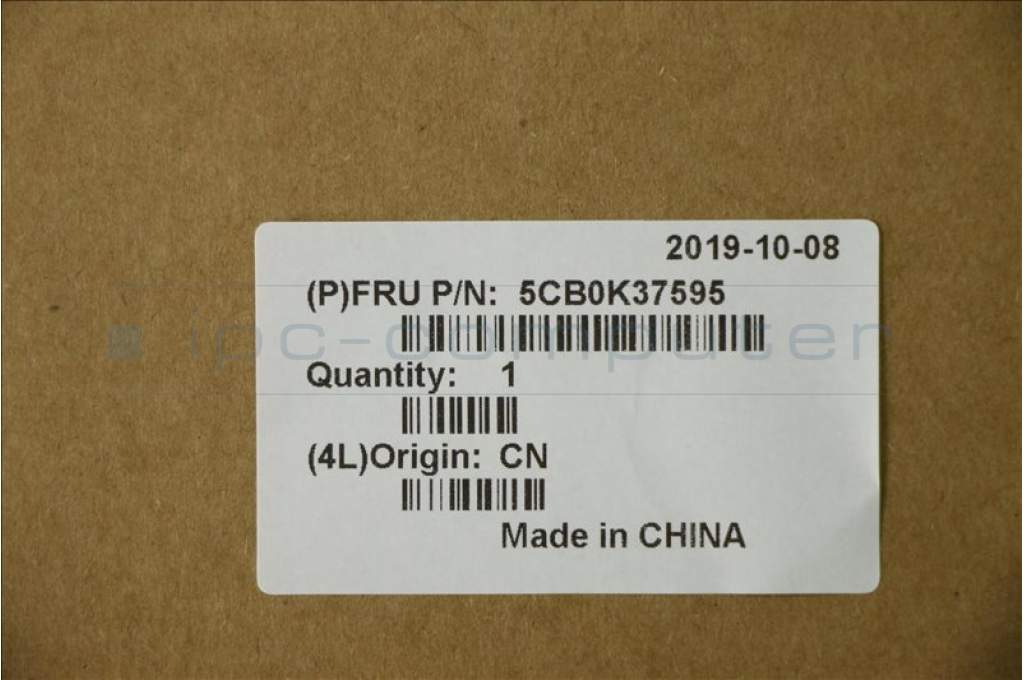 2019-10-08
(P)FRU P/N: 5CB0K37595
ipc-computer
Quantity: 1
(4L)Origin: CN
Made in CHINA